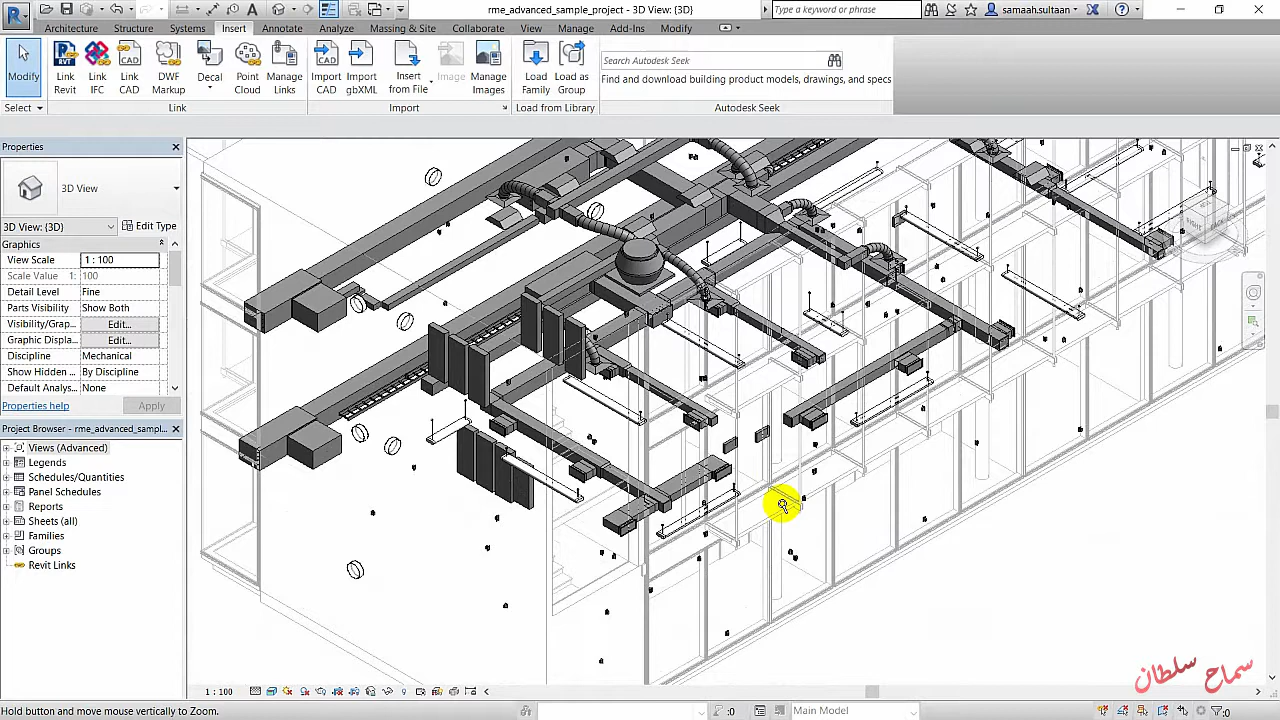 rme_advanced_sample_project - 3D View: {3D}
Type a keyword or phrase
samaah.sultaan
Architecture Structure Systems Insert Annotate Analyze Massing & Site Collaborate View Manage Add-Ins Modify
Modify
Link Revit
Link IFC
Link CAD
DWF Markup
Decal
Point Cloud
Manage Links
Import CAD
Import gbXML
Insert from File
Image
Manage Images
Load Family
Load as Group
Search Autodesk Seek
Find and download building product models, drawings, and specs
Select
Link
Import
Load from Library
Autodesk Seek
Properties
3D View
3D View: {3D}
Edit Type
Graphics
View Scale 1 : 100
Scale Value 1: 100
Detail Level Fine
Parts Visibility Show Both
Visibility/Grap... Edit...
Graphic Displa... Edit...
Discipline Mechanical
Show Hidden ... By Discipline
Default Analys... None
Properties help
Apply
Project Browser - rme_advanced_sampl...
Views (Advanced)
Legends
Schedules/Quantities
Panel Schedules
Reports
Sheets (all)
Families
Groups
Revit Links
RIGHT
1 : 100
سماح سلطان
Hold button and move mouse vertically to Zoom.
:0
Main Model
:0